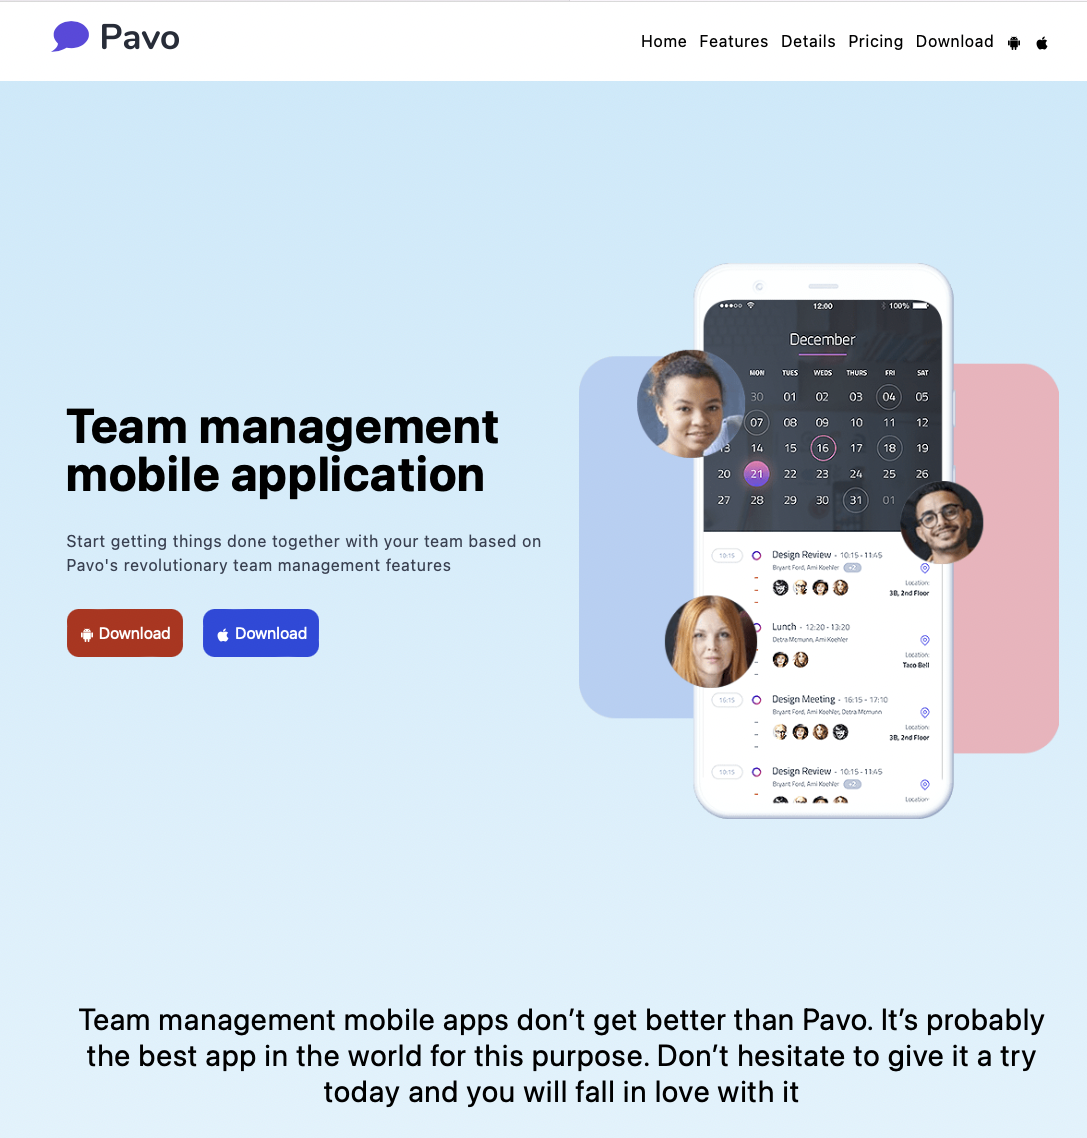 Pavo
Home Features Details Pricing Download
Team management
mobile application
Start getting things done together with your team based on
Pavo's revolutionary team management features
Download Download
12:00 100%
December
MON TUES WEDS THURS FRI SAT
30 01 02 03 04 05
07 08 09 10 11 12
13 14 15 16 17 18 19
20 21 22 23 24 25 26
27 28 29 30 31 01
10:15 Design Review - 10:15 - 11:45
Bryant Ford, Ami Koehler +2
Location:
3B, 2nd Floor
Lunch - 12:20 - 13:20
Detra Mcmunn, Ami Koehler
Location:
Taco Bell
16:15 Design Meeting - 16:15 - 17:10
Bryant Ford, Ami Koehler, Detra Mcmunn
Location:
3B, 2nd Floor
10:15 Design Review - 10:15 - 11:45
Bryant Ford, Ami Koehler +2
Location:
Team management mobile apps don’t get better than Pavo. It’s probably
the best app in the world for this purpose. Don’t hesitate to give it a try
today and you will fall in love with it